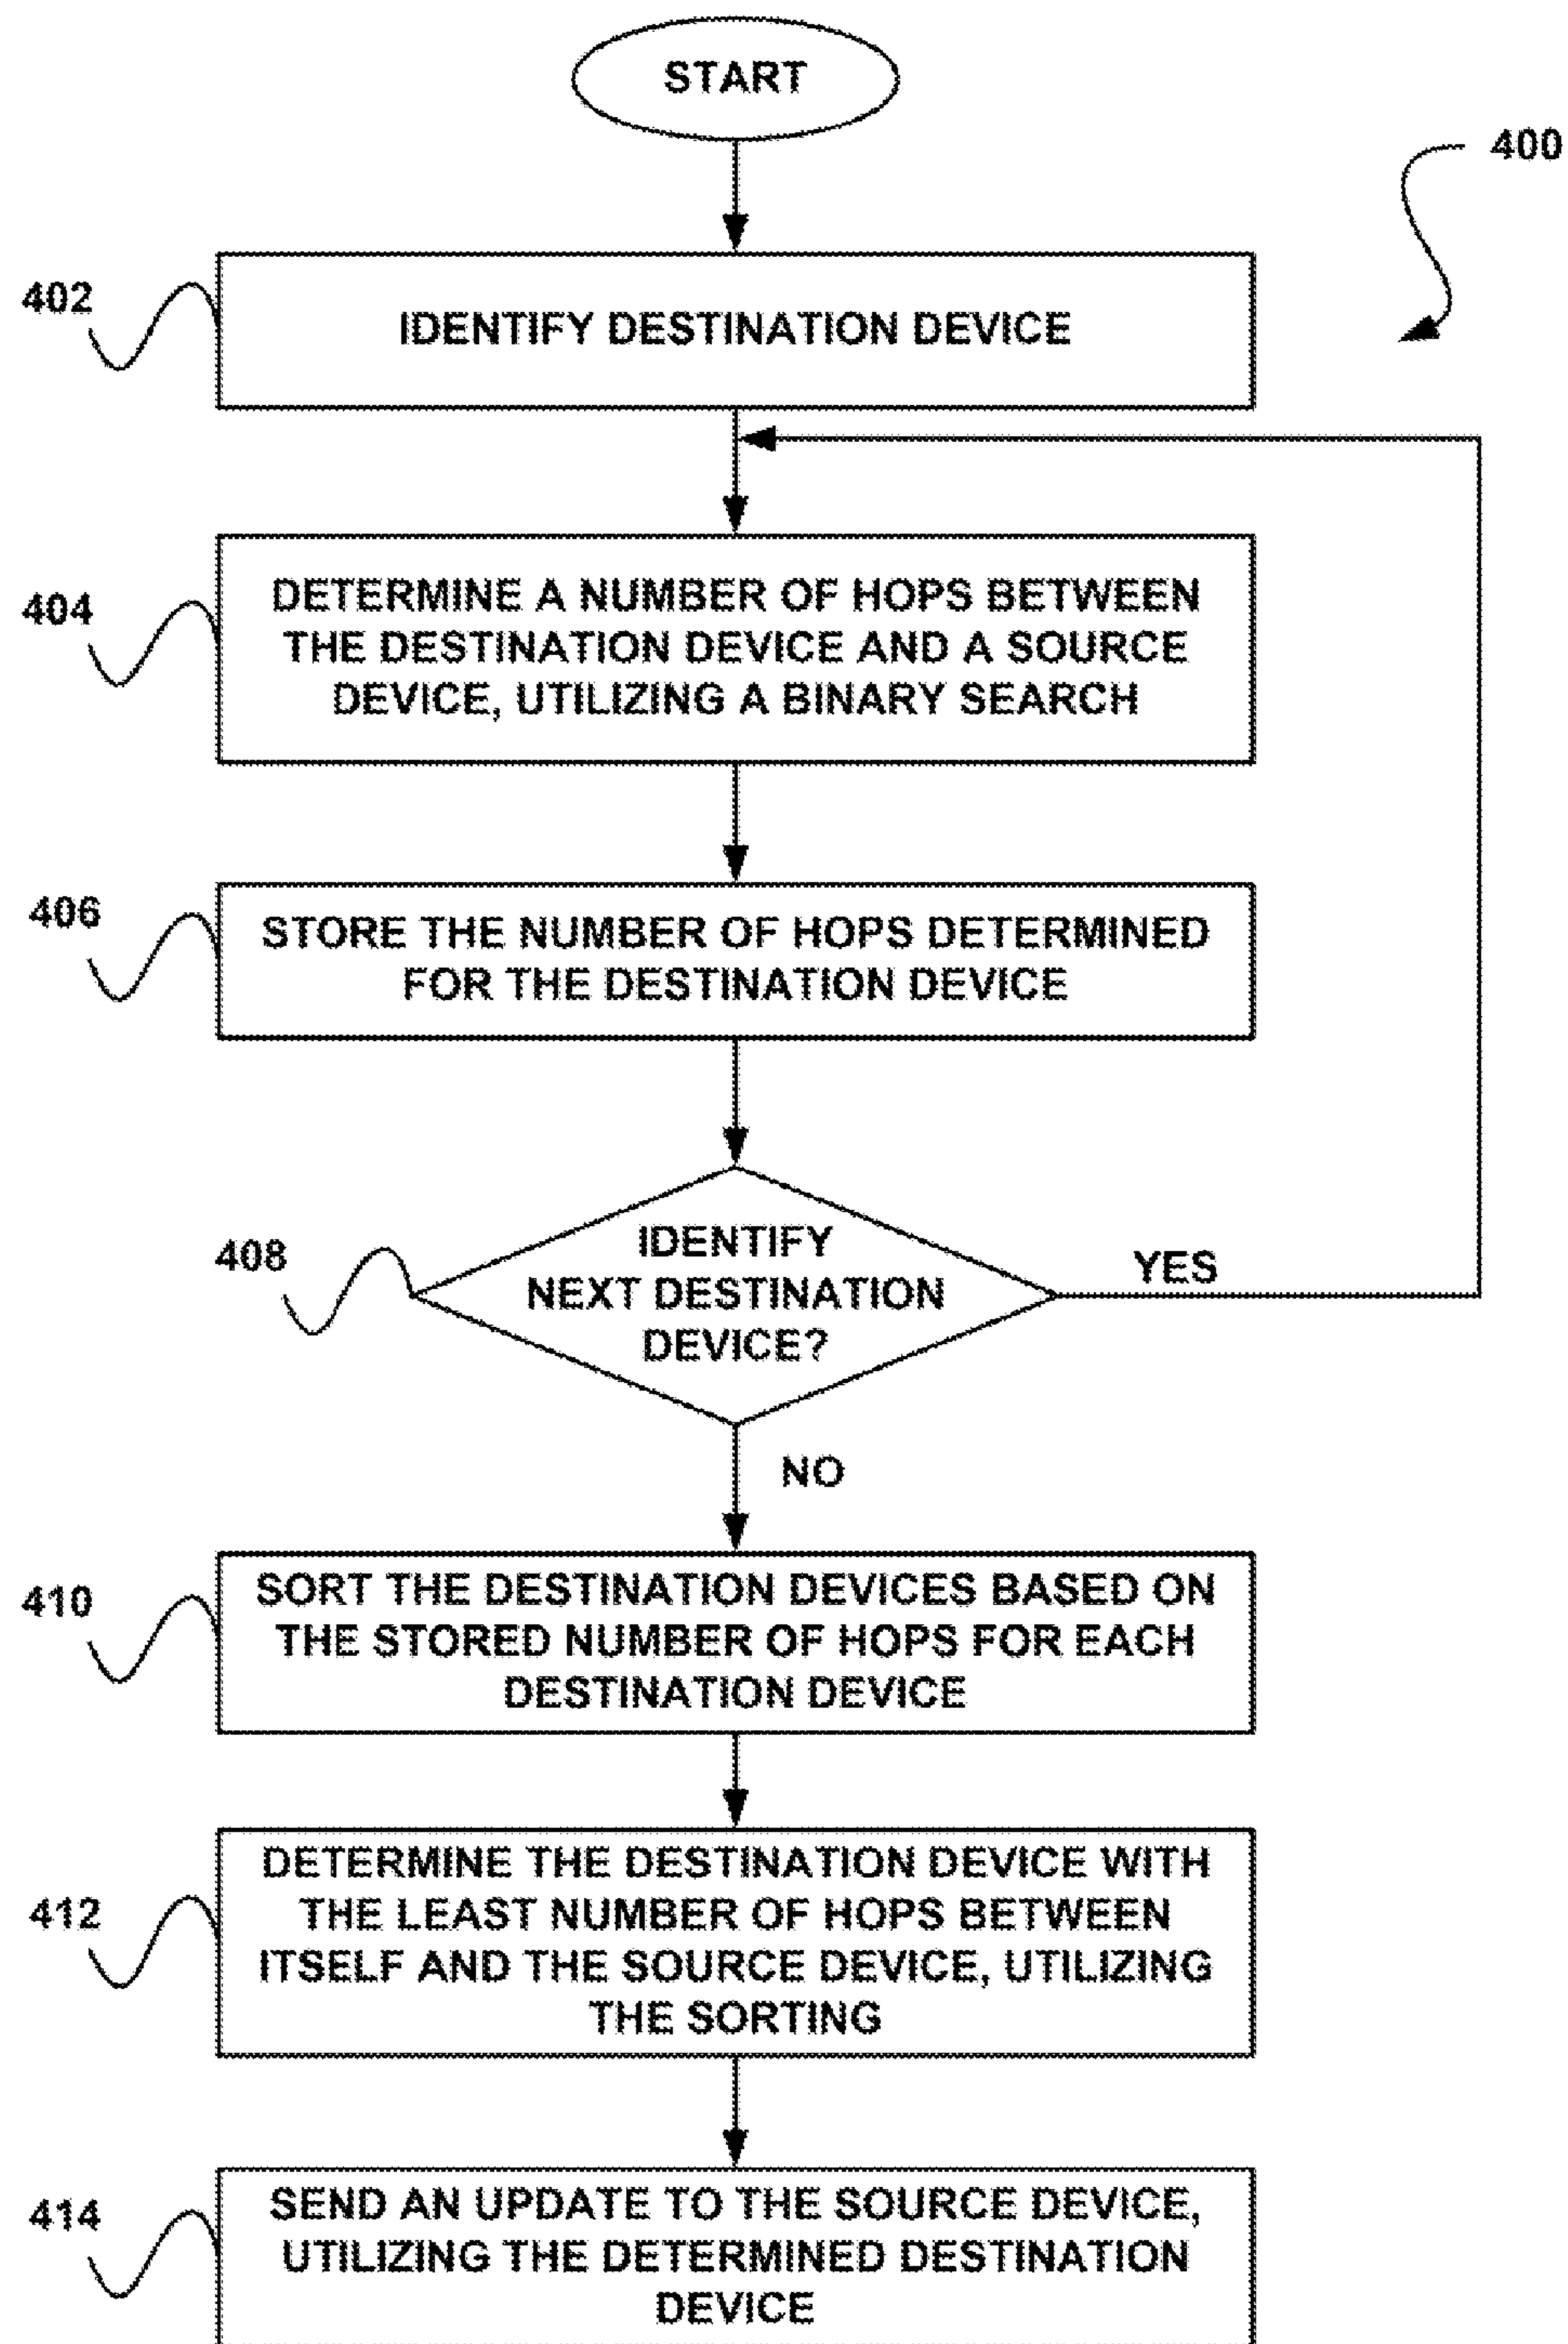 START
400
402
IDENTIFY DESTINATION DEVICE
404
DETERMINE A NUMBER OF HOPS BETWEEN
THE DESTINATION DEVICE AND A SOURCE
DEVICE, UTILIZING A BINARY SEARCH
406
STORE THE NUMBER OF HOPS DETERMINED
FOR THE DESTINATION DEVICE
408
IDENTIFY
NEXT DESTINATION
DEVICE?
YES
NO
410
SORT THE DESTINATION DEVICES BASED ON
THE STORED NUMBER OF HOPS FOR EACH
DESTINATION DEVICE
412
DETERMINE THE DESTINATION DEVICE WITH
THE LEAST NUMBER OF HOPS BETWEEN
ITSELF AND THE SOURCE DEVICE, UTILIZING
THE SORTING
414
SEND AN UPDATE TO THE SOURCE DEVICE,
UTILIZING THE DETERMINED DESTINATION
DEVICE